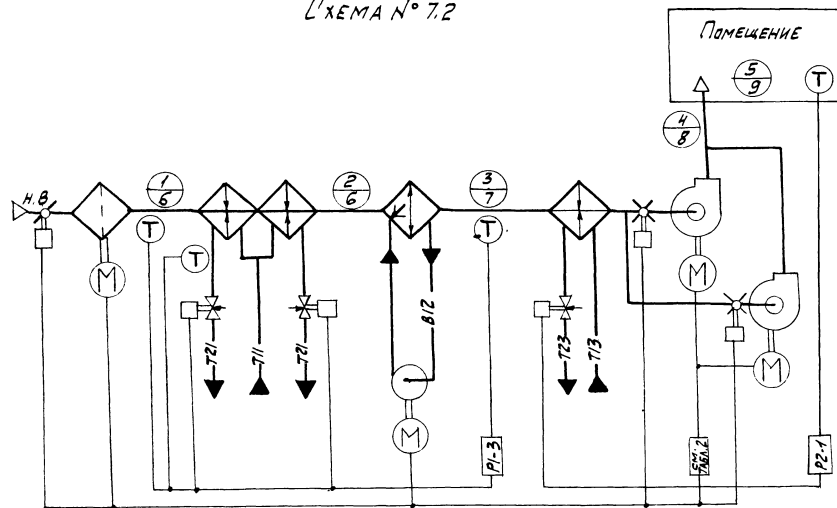 Схема № 7.2
Помещение
5
9
Т
4
8
Н.В
1
6
2
6
3
7
Т
Т
Т
М
М
М
М
Т21
Т11
Т21
В12
Т23
Т13
Р1-3
см.
табл.2
Р2-1